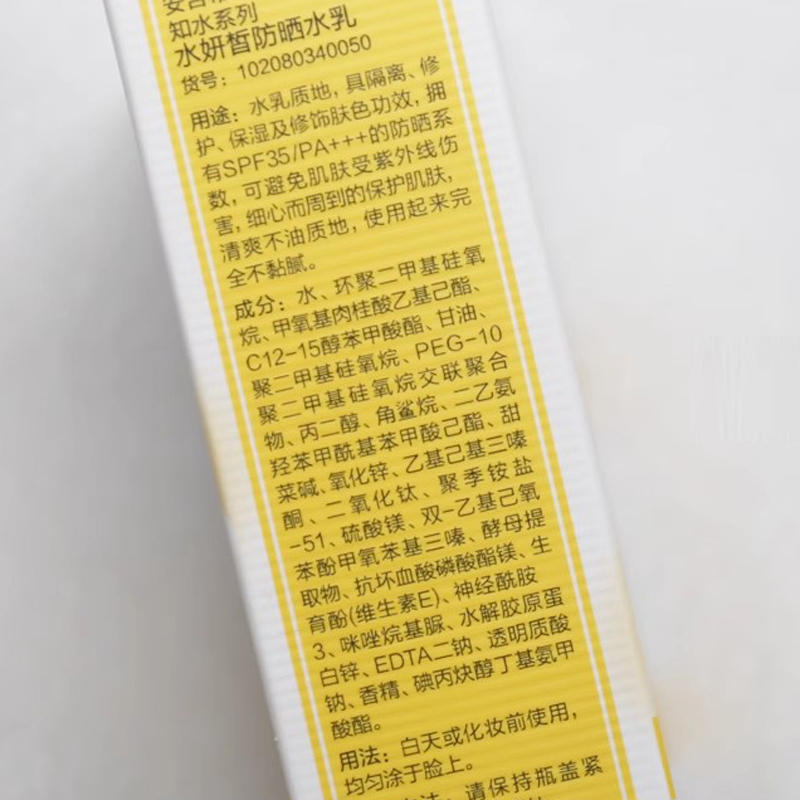 知水系列
水妍皙防晒水乳
货号：102080340050
用途：水乳质地，具隔离、修
护、保湿及修饰肤色功效，拥
有SPF35/PA+++的防晒系
数，可避免肌肤受紫外线伤
害，细心而周到的保护肌肤，
清爽不油质地，使用起来完
全不黏腻。
成分：水、环聚二甲基硅氧
烷、甲氧基肉桂酸乙基己酯、
C12-15醇苯甲酸酯、甘油、
聚二甲基硅氧烷、PEG-10
聚二甲基硅氧烷交联聚合
物、丙二醇、角鲨烷、二乙氨
羟苯甲酰基苯甲酸己酯、甜
菜碱、氧化锌、乙基己基三嗪
酮、二氧化钛、聚季铵盐
-51、硫酸镁、双-乙基己氧
苯酚甲氧苯基三嗪、酵母提
取物、抗坏血酸磷酸酯镁、生
育酚(维生素E)、神经酰胺
3、咪唑烷基脲、水解胶原蛋
白锌、EDTA二钠、透明质酸
钠、香精、碘丙炔醇丁基氨甲
酸酯。
用法：白天或化妆前使用，
均匀涂于脸上。
请保持瓶盖紧